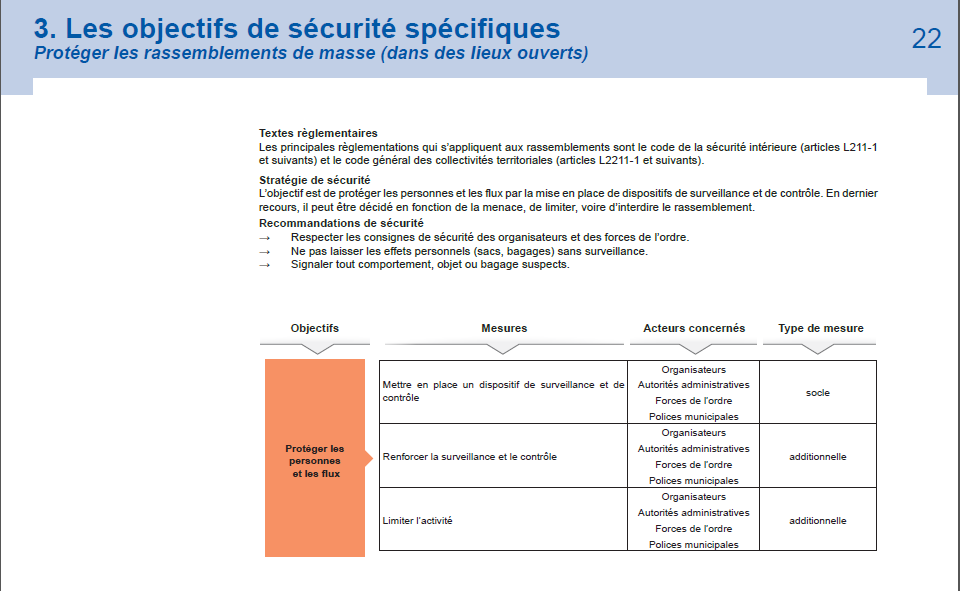 3. Les objectifs de sécurité spécifiques
Protéger les rassemblements de masse (dans des lieux ouverts)
22
Textes règlementaires
Les principales règlementations qui s'appliquent aux rassemblements sont le code de la sécurité intérieure (articles L211-1
et suivants) et le code général des collectivités territoriales (articles L2211-1 et suivants).
Stratégie de sécurité
L'objectif est de protéger les personnes et les flux par la mise en place de dispositifs de surveillance et de contrôle. En dernier
recours, il peut être décidé en fonction de la menace, de limiter, voire d'interdire le rassemblement.
Recommandations de sécurité
→ Respecter les consignes de sécurité des organisateurs et des forces de l'ordre.
→ Ne pas laisser les effets personnels (sacs, bagages) sans surveillance.
→ Signaler tout comportement, objet ou bagage suspects.
Objectifs Mesures Acteurs concernés Type de mesure
Protéger les
personnes
et les flux
Mettre en place un dispositif de surveillance et de
contrôle
Organisateurs
Autorités administratives
Forces de l'ordre
Polices municipales
socle
Renforcer la surveillance et le contrôle
Organisateurs
Autorités administratives
Forces de l'ordre
Polices municipales
additionnelle
Limiter l'activité
Organisateurs
Autorités administratives
Forces de l'ordre
Polices municipales
additionnelle